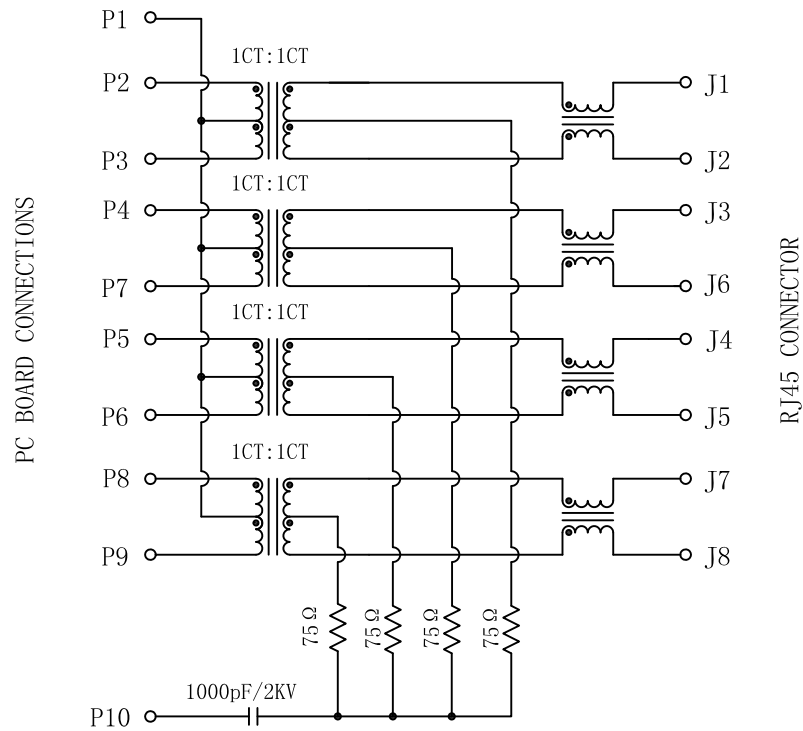 P1
1CT:1CT
P2
J1
P3
J2
1CT:1CT
P4
J3
P7
J6
1CT:1CT
P5
J4
P6
J5
1CT:1CT
P8
J7
P9
J8
PC BOARD CONNECTIONS
RJ45 CONNECTOR
75Ω
75Ω
75Ω
75Ω
1000pF/2KV
P10